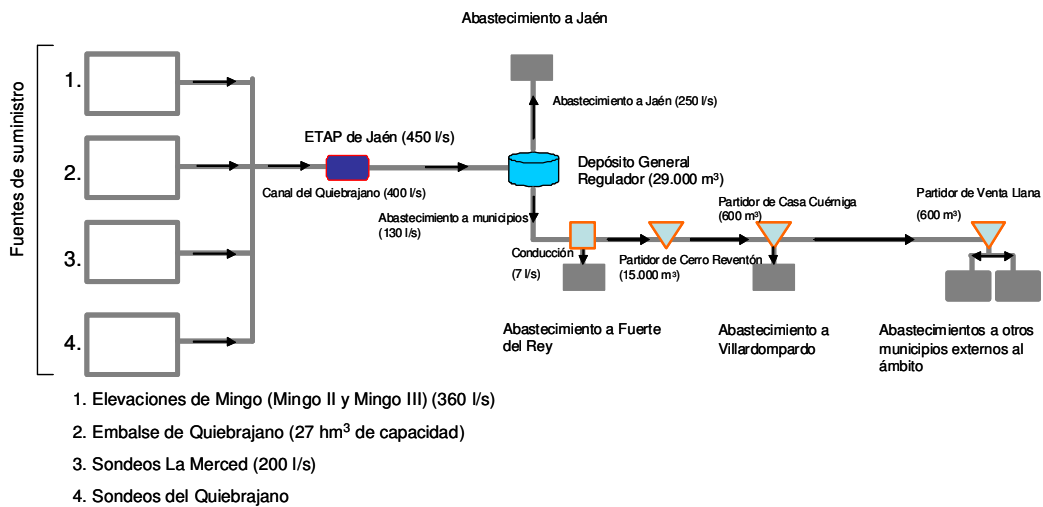 Abastecimiento a Jaén
Fuentes de suministro
1.
2.
3.
4.
Abastecimiento a Jaén (250 l/s)
ETAP de Jaén (450 l/s)
Canal del Quiebrajano (400 l/s)
Depósito General
Regulador (29.000 m³)
Abastecimiento a municipios
(130 l/s)
Conducción
(7 l/s)
Partidor de Cerro Reventón
(15.000 m³)
Partidor de Casa Cuérniga
(600 m³)
Partidor de Venta Llana
(600 m³)
Abastecimiento a Fuerte
del Rey
Abastecimiento a
Villardompardo
Abastecimientos a otros
municipios externos al
ámbito
1. Elevaciones de Mingo (Mingo II y Mingo III) (360 l/s)
2. Embalse de Quiebrajano (27 hm³ de capacidad)
3. Sondeos La Merced (200 l/s)
4. Sondeos del Quiebrajano